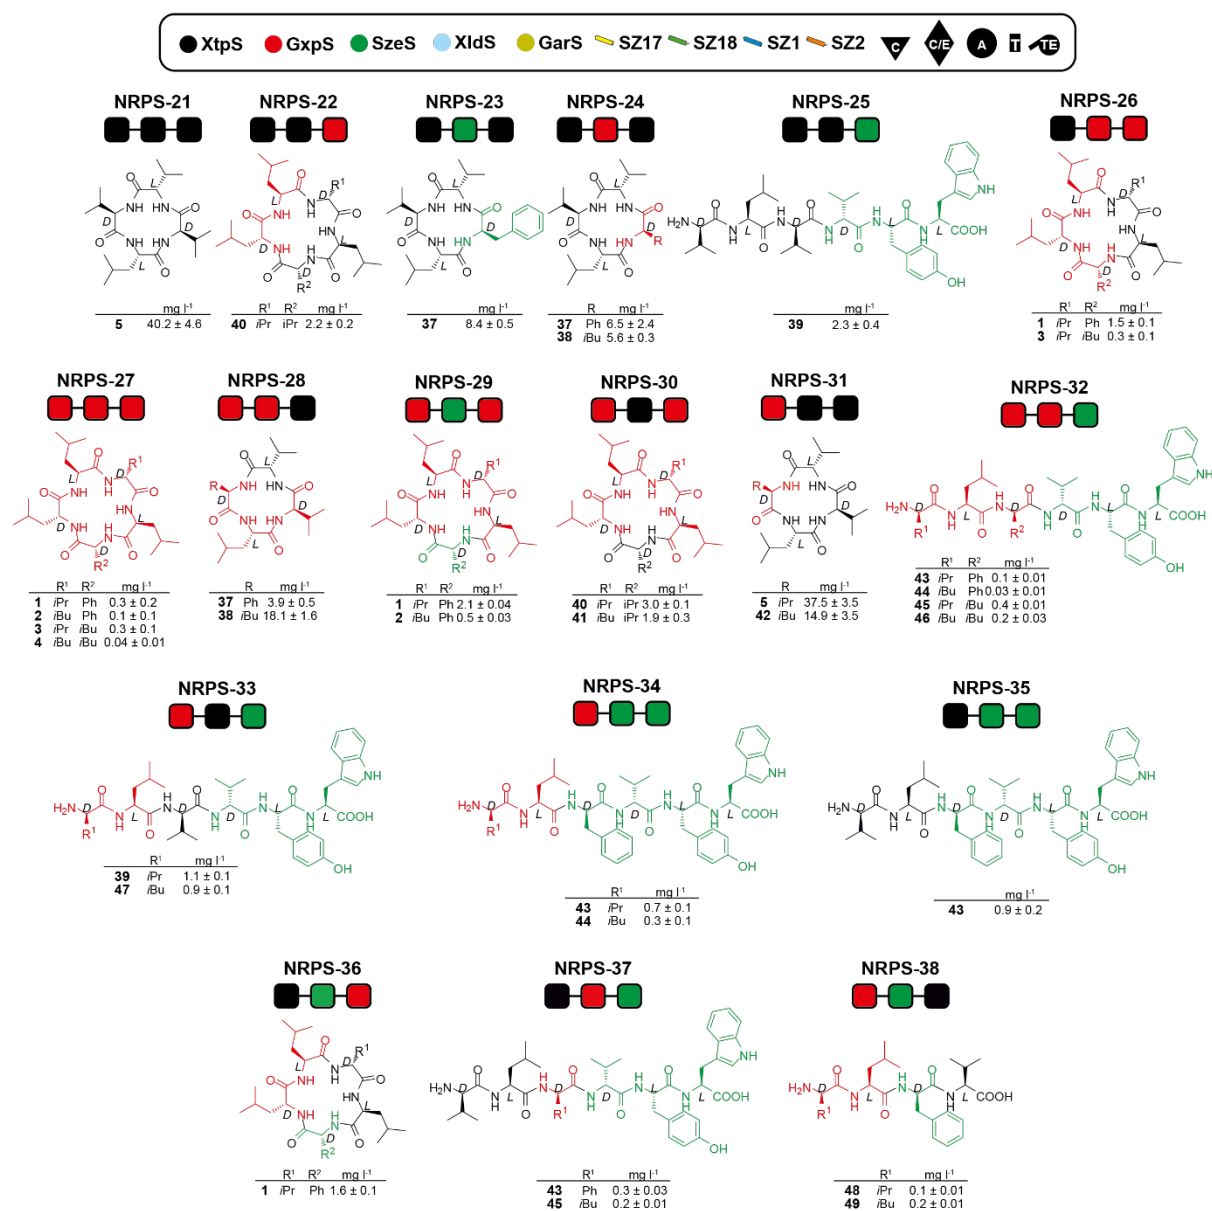 XtpS GxpS SzeS XldS GarS SZ17 SZ18 SZ1 SZ2 C C/E A T TE
NRPS-21 NRPS-22 NRPS-23 NRPS-24 NRPS-25 NRPS-26
mg l-1
5 40.2 ± 4.6
R1 R2 mg l-1
40 iPr iPr 2.2 ± 0.2
mg l-1
37 8.4 ± 0.5
R mg l-1
37 Ph 6.5 ± 2.4
38 iBu 5.6 ± 0.3
mg l-1
39 2.3 ± 0.4
R1 R2 mg l-1
1 iPr Ph 1.5 ± 0.1
3 iPr iBu 0.3 ± 0.1
NRPS-27 NRPS-28 NRPS-29 NRPS-30 NRPS-31 NRPS-32
R1 R2 mg l-1
1 iPr Ph 0.3 ± 0.2
2 iBu Ph 0.1 ± 0.1
3 iPr iBu 0.3 ± 0.1
4 iBu iBu 0.04 ± 0.01
R mg l-1
37 Ph 3.9 ± 0.5
38 iBu 18.1 ± 1.6
R1 R2 mg l-1
1 iPr Ph 2.1 ± 0.04
2 iBu Ph 0.5 ± 0.03
R1 R2 mg l-1
40 iPr iPr 3.0 ± 0.1
41 iBu iPr 1.9 ± 0.3
R mg l-1
5 iPr 37.5 ± 3.5
42 iBu 14.9 ± 3.5
R1 R2 mg l-1
43 iPr Ph 0.1 ± 0.01
44 iBu Ph 0.03 ± 0.01
45 iPr iBu 0.4 ± 0.01
46 iBu iBu 0.2 ± 0.03
NRPS-33 NRPS-34 NRPS-35
R1 mg l-1
39 iPr 1.1 ± 0.1
47 iBu 0.9 ± 0.1
R1 mg l-1
43 iPr 0.7 ± 0.1
44 iBu 0.3 ± 0.1
mg l-1
43 0.9 ± 0.2
NRPS-36 NRPS-37 NRPS-38
R1 R2 mg l-1
1 iPr Ph 1.6 ± 0.1
R1 mg l-1
43 Ph 0.3 ± 0.03
45 iBu 0.2 ± 0.01
R1 mg l-1
48 iPr 0.1 ± 0.01
49 iBu 0.2 ± 0.01